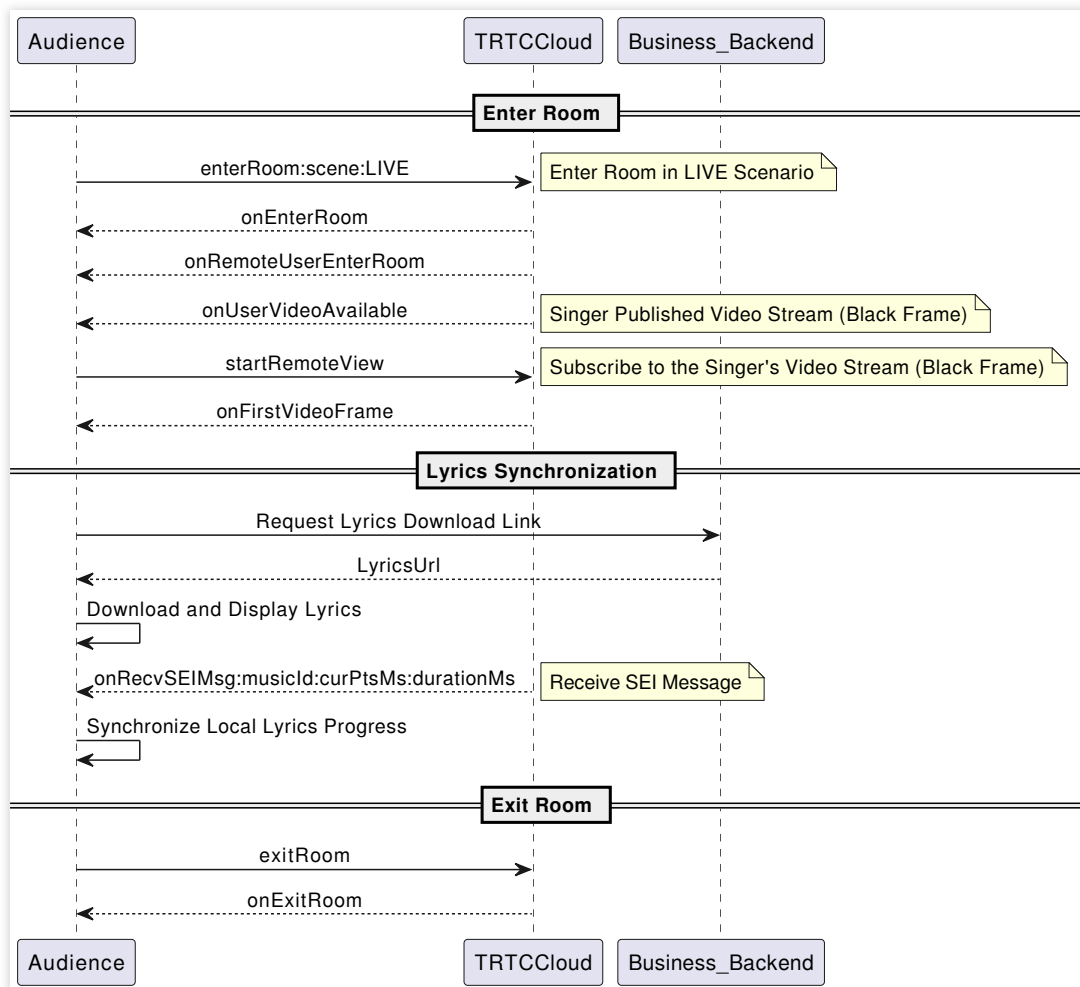 Audience
TRTCCloud
Business_Backend
Enter Room
enterRoom:scene:LIVE
Enter Room in LIVE Scenario
onEnterRoom
onRemoteUserEnterRoom
onUserVideoAvailable
Singer Published Video Stream (Black Frame)
startRemoteView
Subscribe to the Singer's Video Stream (Black Frame)
onFirstVideoFrame
Lyrics Synchronization
Request Lyrics Download Link
LyricsUrl
Download and Display Lyrics
onRecvSEIMsg:musicId:curPtsMs:durationMs
Receive SEI Message
Synchronize Local Lyrics Progress
Exit Room
exitRoom
onExitRoom
Audience
TRTCCloud
Business_Backend